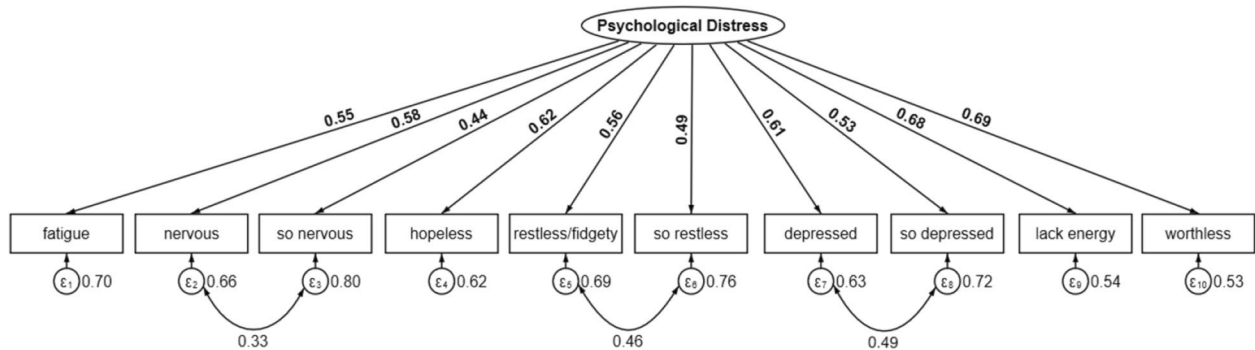 Psychological Distress
0.55 0.58 0.44 0.62 0.56 0.49 0.61 0.53 0.68 0.69
fatigue nervous so nervous hopeless restless/fidgety so restless depressed so depressed lack energy worthless
ε1 0.70 ε2 0.66 ε3 0.80 ε4 0.62 ε5 0.69 ε6 0.76 ε7 0.63 ε8 0.72 ε9 0.54 ε10 0.53
0.33 0.46 0.49